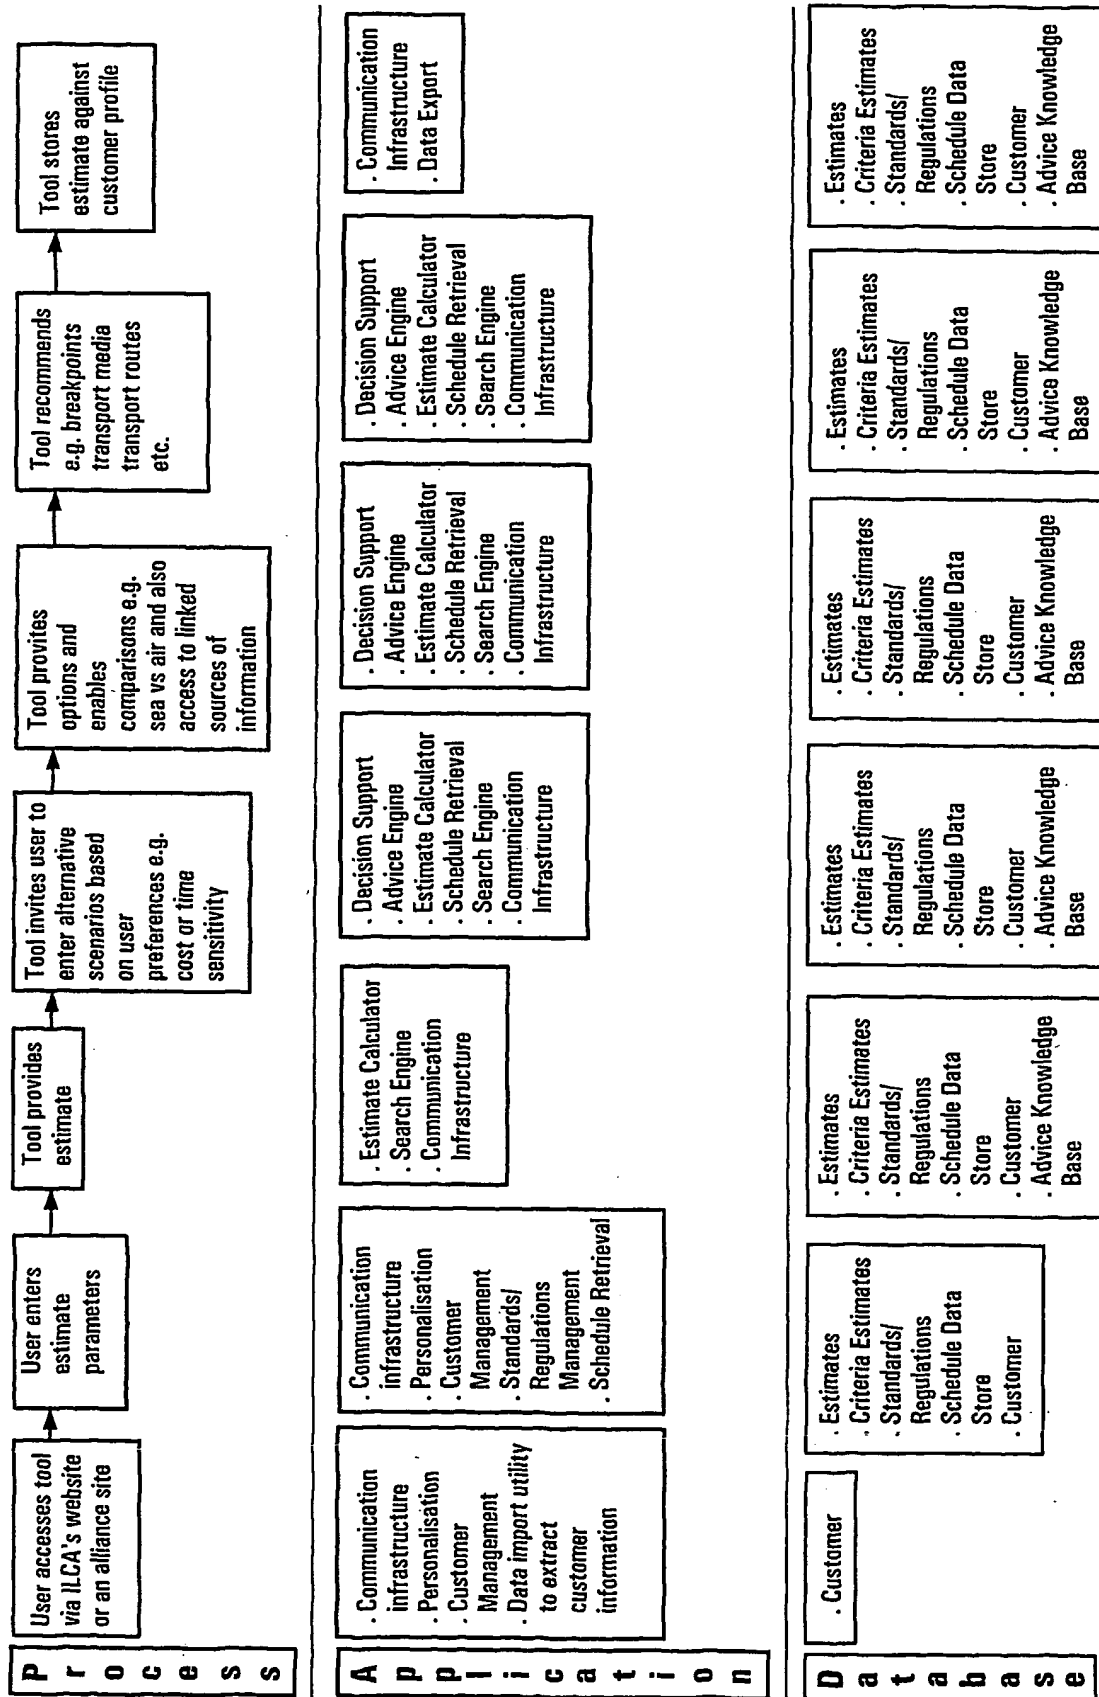 Process
User accesses tool
via ILCA's website
or an alliance site
User enters
estimate
parameters
Tool provides
estimate
Tool invites user to
enter alternative
scenarios based
on user
preferences e.g.
cost or time
sensitivity
Tool provites
options and
enables
comparisons e.g.
sea vs air and also
access to linked
sources of
information
Tool recommends
e.g. breakpoints
transport media
transport routes
etc.
Tool stores
estimate against
customer profile
Application
. Communication
infrastructure
. Personalisation
. Customer
Management
. Data import utility
to extract
customer
information
. Communication
infrastructure
. Personalisation
. Customer
Management
. Standards/
Regulations
Management
. Schedule Retrieval
. Estimate Calculator
. Search Engine
. Communication
Infrastructure
. Decision Support
. Advice Engine
. Estimate Calculator
. Schedule Retrieval
. Search Engine
. Communication
Infrastructure
. Decision Support
. Advice Engine
. Estimate Calculator
. Schedule Retrieval
. Search Engine
. Communication
Infrastructure
. Decision Support
. Advice Engine
. Estimate Calculator
. Schedule Retrieval
. Search Engine
. Communication
Infrastructure
. Communication
Infrastructure
. Data Export
Database
. Customer
. Estimates
. Criteria Estimates
. Standards/
Regulations
. Schedule Data
Store
. Customer
. Estimates
. Criteria Estimates
. Standards/
Regulations
. Schedule Data
Store
. Customer
. Advice Knowledge
Base
. Estimates
. Criteria Estimates
. Standards/
Regulations
. Schedule Data
Store
. Customer
. Advice Knowledge
Base
. Estimates
. Criteria Estimates
. Standards/
Regulations
. Schedule Data
Store
. Customer
. Advice Knowledge
Base
. Estimates
. Criteria Estimates
. Standards/
Regulations
. Schedule Data
Store
. Customer
. Advice Knowledge
Base
. Estimates
. Criteria Estimates
. Standards/
Regulations
. Schedule Data
Store
. Customer
. Advice Knowledge
Base